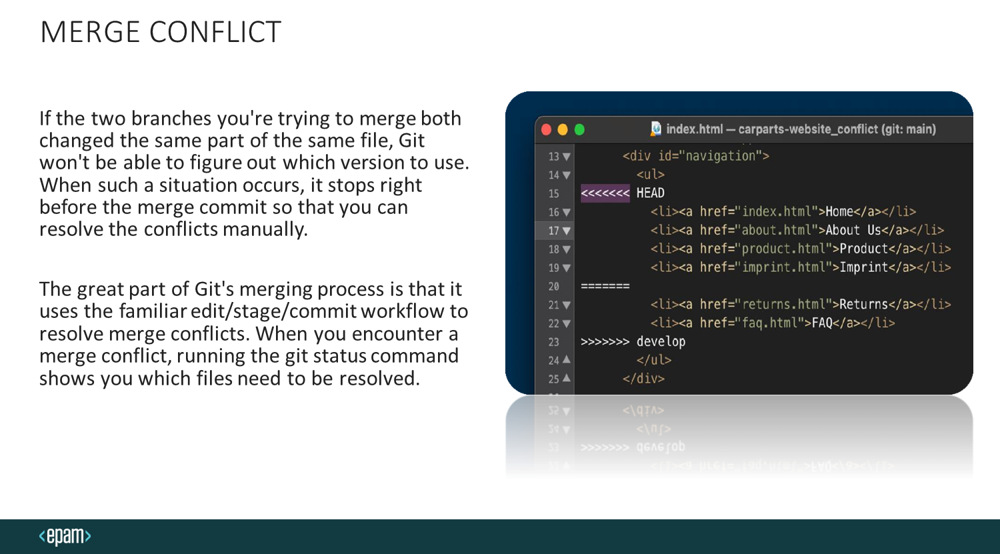 MERGE CONFLICT
If the two branches you're trying to merge both
changed the same part of the same file, Git
won't be able to figure out which version to use.
When such a situation occurs, it stops right
before the merge commit so that you can
resolve the conflicts manually.
The great part of Git's merging process is that it
uses the familiar edit/stage/commit workflow to
resolve merge conflicts. When you encounter a
merge conflict, running the git status command
shows you which files need to be resolved.
index.html — carparts-website_conflict (git: main)
13 <div id="navigation">
14 <ul>
15 <<<<<<< HEAD
16 <li><a href="index.html">Home</a></li>
17 <li><a href="about.html">About Us</a></li>
18 <li><a href="product.html">Product</a></li>
19 <li><a href="imprint.html">Imprint</a></li>
20 =======
21 <li><a href="returns.html">Returns</a></li>
22 <li><a href="faq.html">FAQ</a></li>
23 >>>>>>> develop
24 </ul>
25 </div>
<epam>